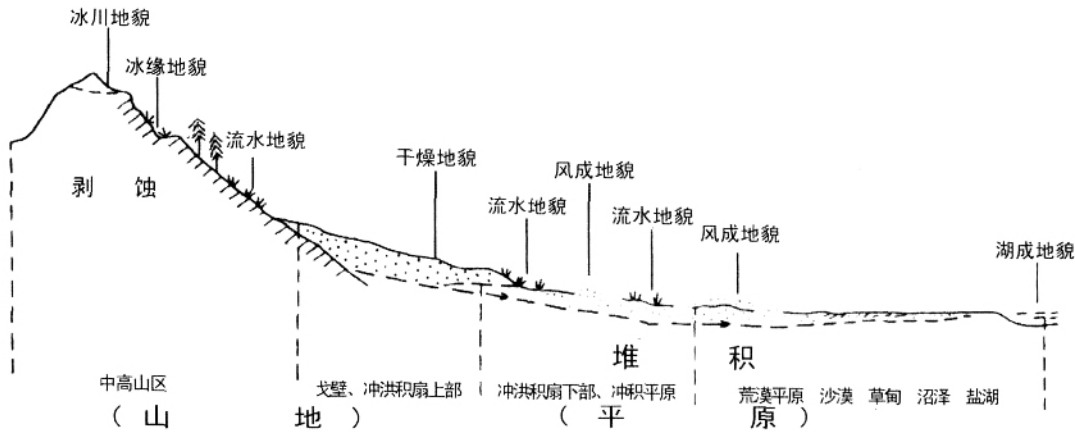 冰川地貌
冰缘地貌
流水地貌
干燥地貌
风成地貌
流水地貌
流水地貌
风成地貌
湖成地貌
剥 蚀
堆 积
中高山区
戈壁、冲洪积扇上部
冲洪积扇下部、冲积平原
荒漠平原 沙漠 草甸 沼泽 盐湖
(山 地) (平 原)